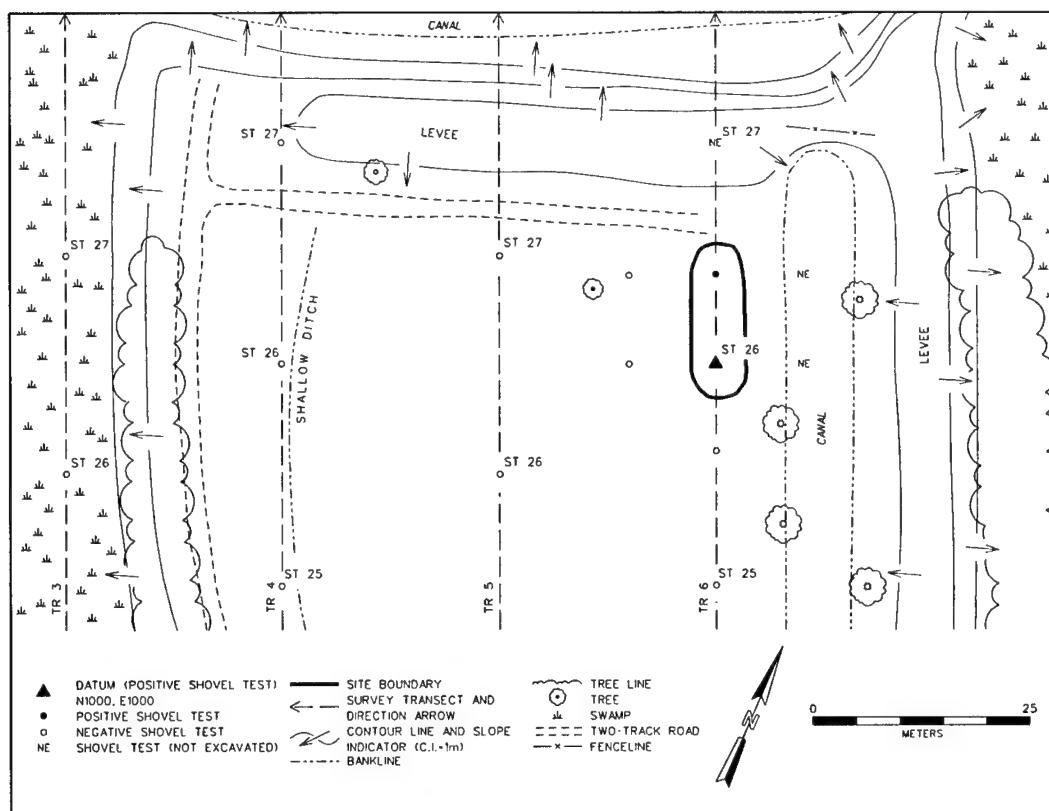 CANAL
ST 27
LEVEE
ST 27
ST 27
ST 27
NE
NE
ST 26
ST 26
NE
SHALLOW DITCH
LEVEE
CANAL
ST 26
ST 26
ST 25
ST 25
TR 3
TR 4
TR 5
TR 6
DATUM (POSITIVE SHOVEL TEST)
N1000, E1000
POSITIVE SHOVEL TEST
NEGATIVE SHOVEL TEST
NE SHOVEL TEST (NOT EXCAVATED)
SITE BOUNDARY
SURVEY TRANSECT AND
DIRECTION ARROW
CONTOUR LINE AND SLOPE
INDICATOR (C.I.=1m)
BANKLINE
TREE LINE
TREE
SWAMP
TWO-TRACK ROAD
FENCELINE
N
0 25
METERS